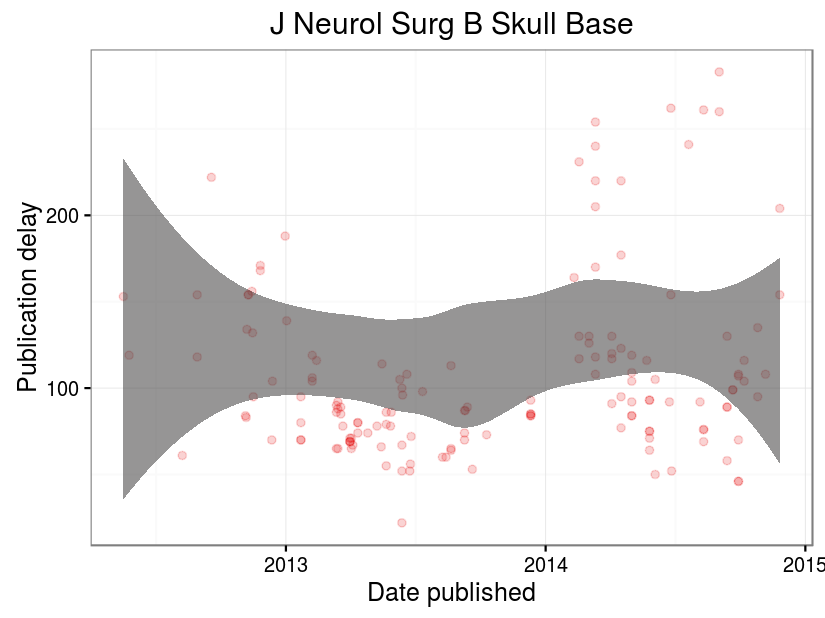 J Neurol Surg B Skull Base
Publication delay
200
100
2013
2014
2015
Date published